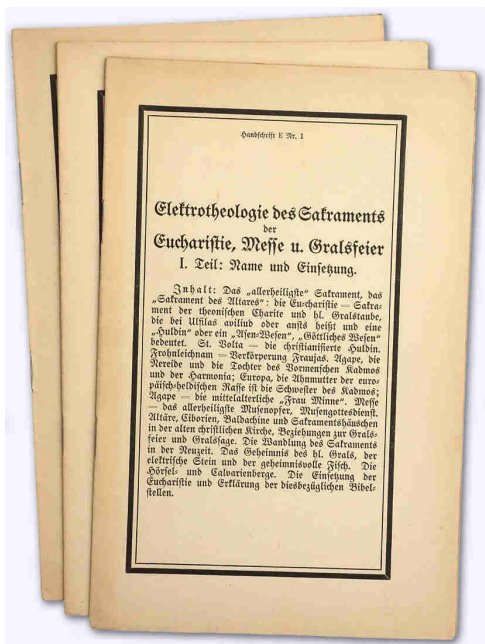 Handschrift E Nr. 1
Elektrotheologie des Sakraments
der
Eucharistie, Messe u. Gralsfeier
I. Teil: Name und Einsetzung.
Inhalt: Das „allerheiligste“ Sakrament, das
„Sakrament des Altares“: die Eu-charistie — Sakra-
ment der theonischen Charite und hl. Gralstaube,
die bei Ulfilas aviliud oder ansts heißt und eine
„Huldin“ oder ein „Asen-Wesen“, „Göttliches Wesen“
bedeutet. St. Volta — die christianisierte Huldin.
Frohnleichnam — Verkörperung Fraujas. Agape, die
Nereide und die Tochter des Vormenschen Kadmos
und der Harmonia; Europa, die Ahnmutter der euro-
päisch-heldischen Rasse ist die Schwester des Kadmos;
Agape — die mittelalterliche „Frau Minne“. Messe
— das allerheiligste Musenopfer, Musengottesdienst.
Altäre, Ciborien, Baldachine und Sakramentshäuschen
in der alten christlichen Kirche, Beziehungen zur Grals-
feier und Gralssage. Die Wandlung des Sakraments
in der Neuzeit. Das Geheimnis des hl. Grals, der
elektrische Stein und der geheimnisvolle Fisch. Die
Hörsel- und Calvarienberge. Die Einsetzung der
Eucharistie und Erklärung der diesbezüglichen Bibel-
stellen.